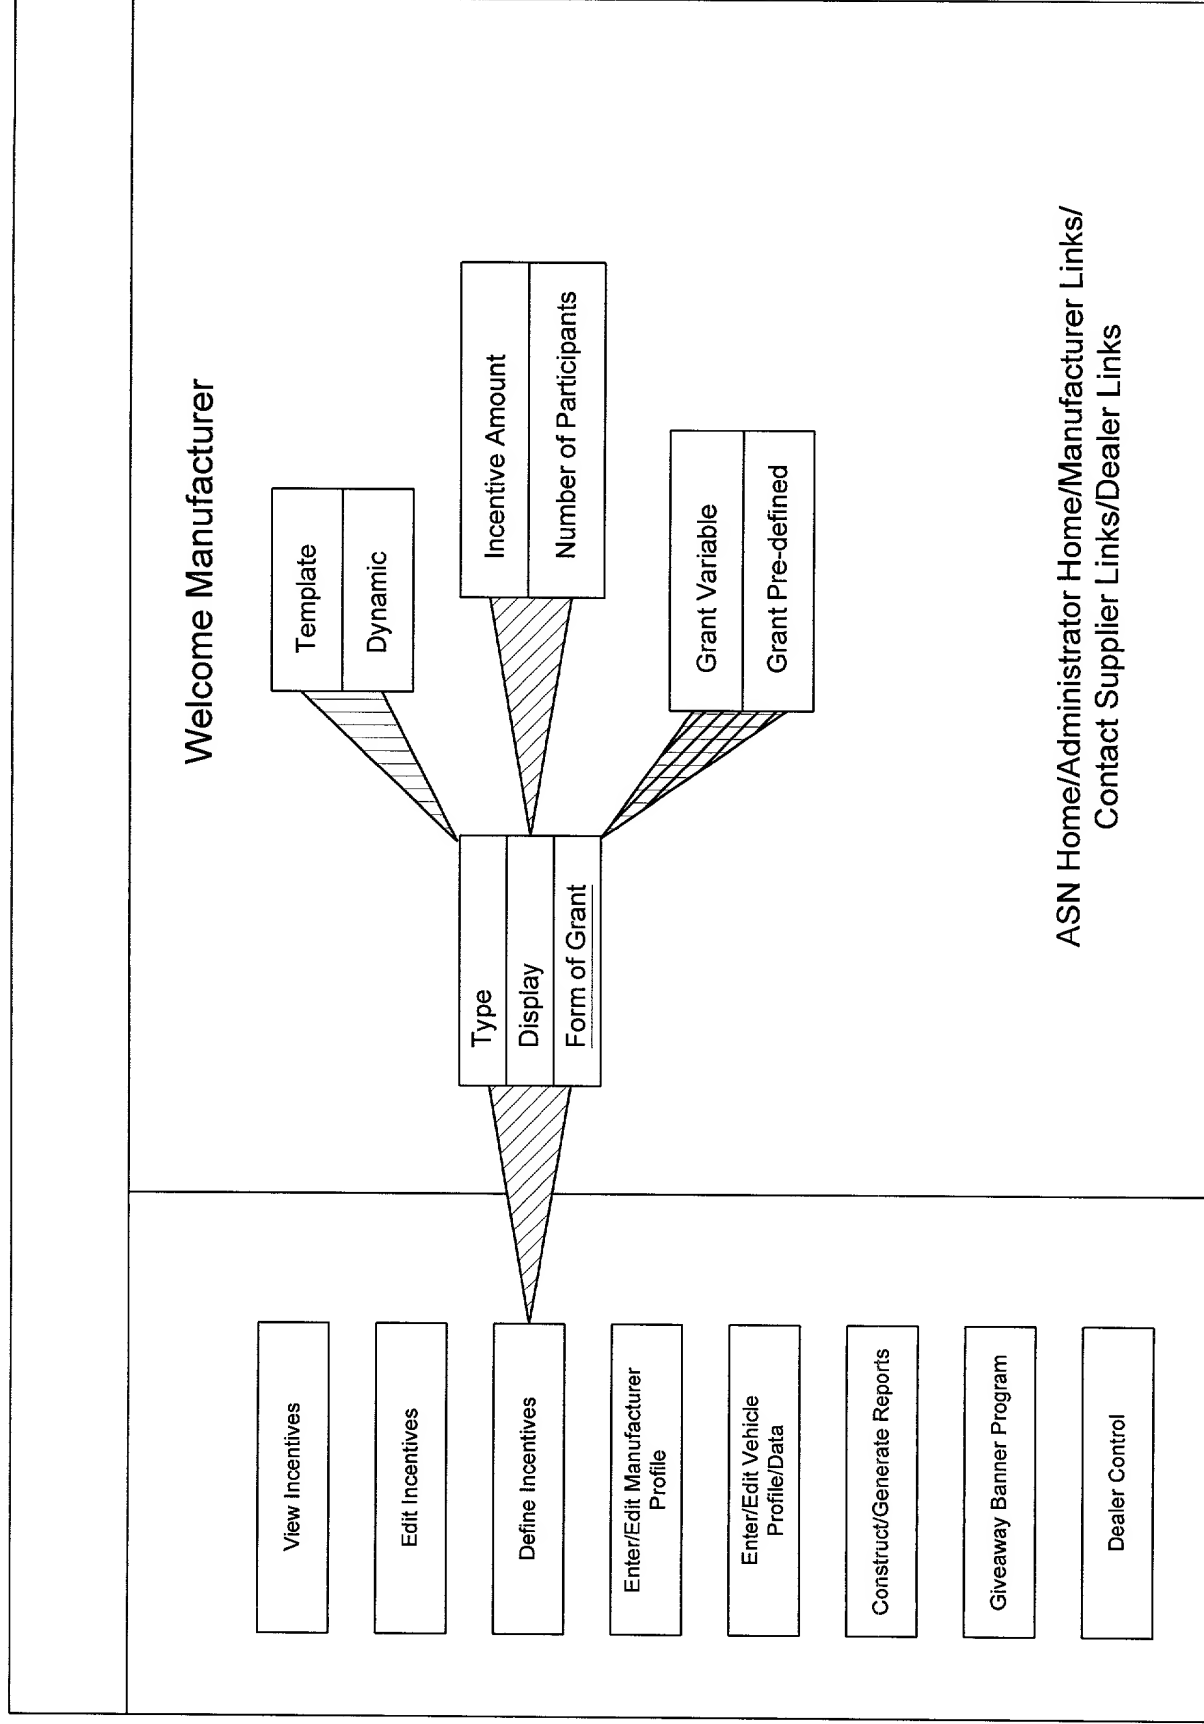 Welcome Manufacturer
View Incentives
Edit Incentives
Define Incentives
Enter/Edit Manufacturer
Profile
Enter/Edit Vehicle
Profile/Data
Construct/Generate Reports
Giveaway Banner Program
Dealer Control
Type
Display
Form of Grant
Template
Dynamic
Incentive Amount
Number of Participants
Grant Variable
Grant Pre-defined
ASN Home/Administrator Home/Manufacturer Links/
Contact Supplier Links/Dealer Links